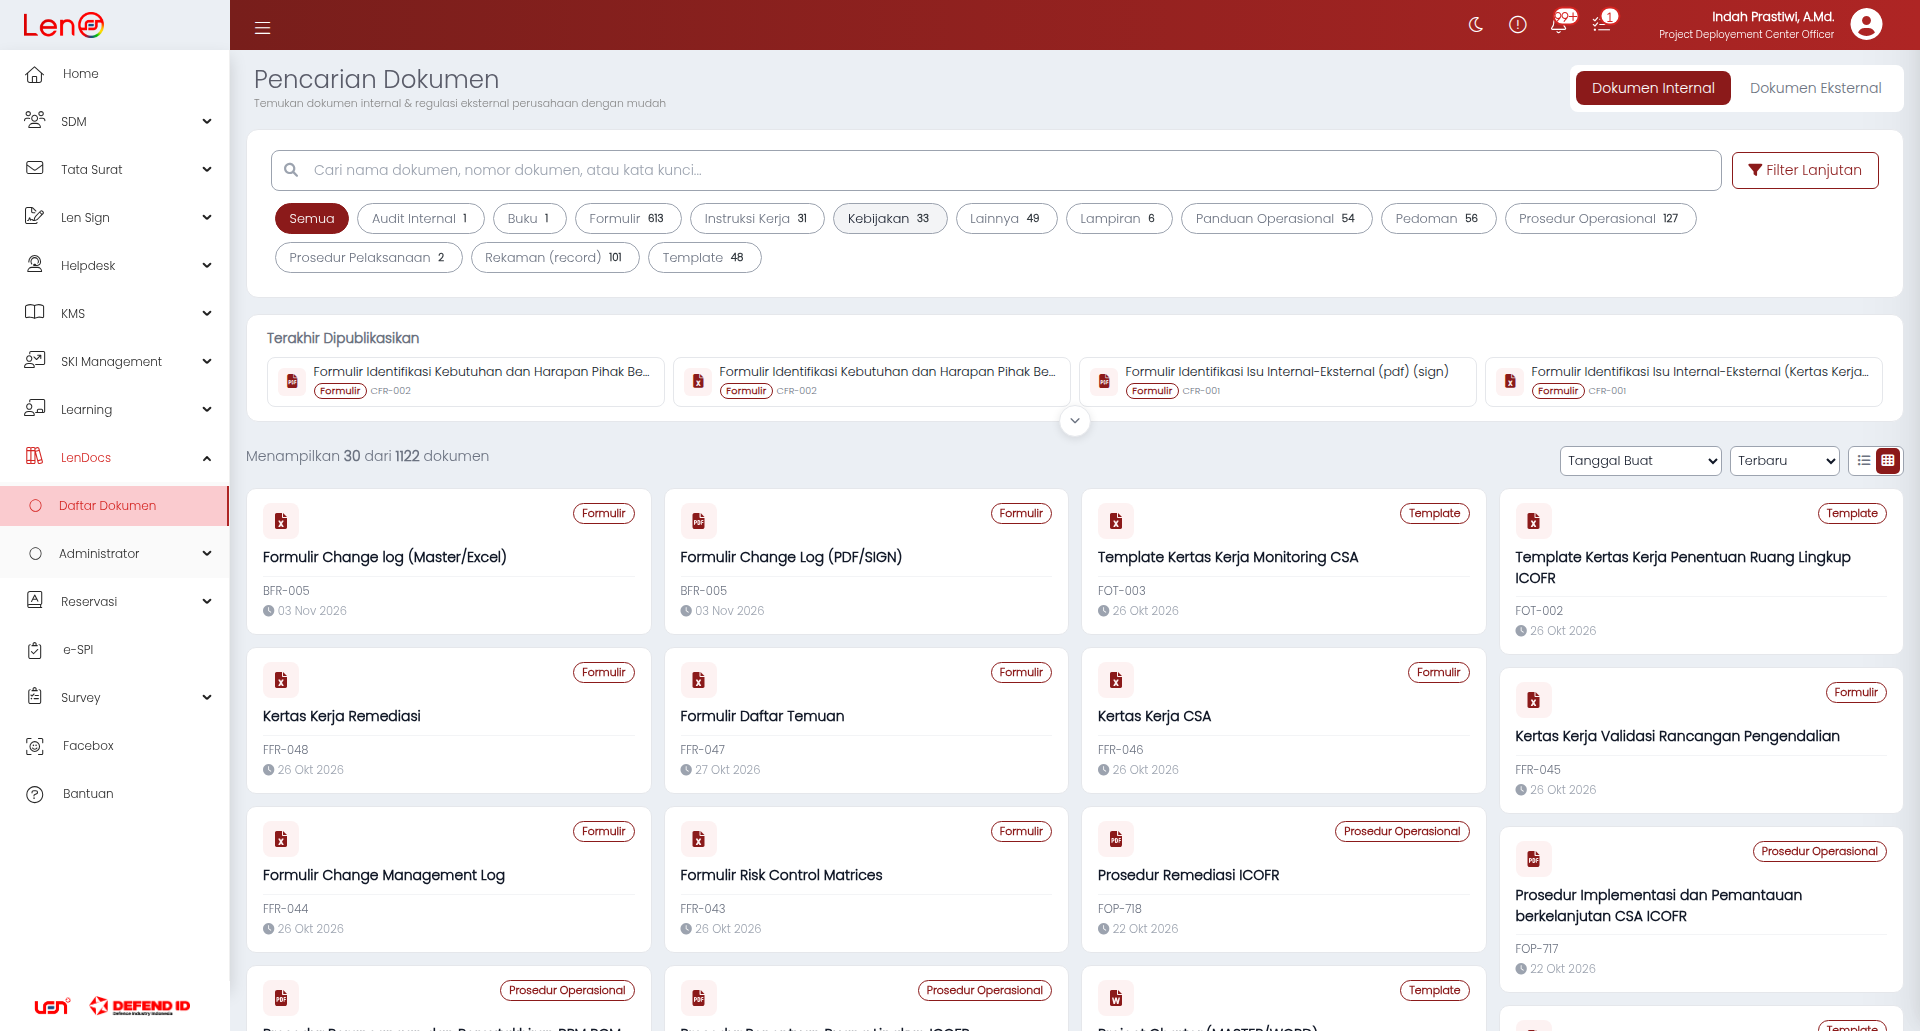 Len
99+
1
Indah Prastiwi, A.Md.
Project Deployement Center Officer
Home
SDM
Tata Surat
Len Sign
Helpdesk
KMS
SKI Management
Learning
LenDocs
Daftar Dokumen
Administrator
Reservasi
e-SPI
Survey
Facebox
Bantuan
Len
DEFEND ID
Defence Industry Indonesia
Pencarian Dokumen
Temukan dokumen internal & regulasi eksternal perusahaan dengan mudah
Dokumen Internal
Dokumen Eksternal
Cari nama dokumen, nomor dokumen, atau kata kunci...
Filter Lanjutan
Semua
Audit Internal 1
Buku 1
Formulir 613
Instruksi Kerja 31
Kebijakan 33
Lainnya 49
Lampiran 6
Panduan Operasional 54
Pedoman 56
Prosedur Operasional 127
Prosedur Pelaksanaan 2
Rekaman (record) 101
Template 48
Terakhir Dipublikasikan
Formulir Identifikasi Kebutuhan dan Harapan Pihak Be...
Formulir CFR-002
Formulir Identifikasi Kebutuhan dan Harapan Pihak Be...
Formulir CFR-002
Formulir Identifikasi Isu Internal-Eksternal (pdf) (sign)
Formulir CFR-001
Formulir Identifikasi Isu Internal-Eksternal (Kertas Kerja...
Formulir CFR-001
Menampilkan 30 dari 1122 dokumen
Tanggal Buat
Terbaru
Formulir
Formulir Change log (Master/Excel)
BFR-005
03 Nov 2026
Formulir
Formulir Change Log (PDF/SIGN)
BFR-005
03 Nov 2026
Template
Template Kertas Kerja Monitoring CSA
FOT-003
26 Okt 2026
Template
Template Kertas Kerja Penentuan Ruang Lingkup
ICOFR
FOT-002
26 Okt 2026
Formulir
Kertas Kerja Remediasi
FFR-048
26 Okt 2026
Formulir
Formulir Daftar Temuan
FFR-047
27 Okt 2026
Formulir
Kertas Kerja CSA
FFR-046
26 Okt 2026
Formulir
Kertas Kerja Validasi Rancangan Pengendalian
FFR-045
26 Okt 2026
Formulir
Formulir Change Management Log
FFR-044
26 Okt 2026
Formulir
Formulir Risk Control Matrices
FFR-043
26 Okt 2026
Prosedur Operasional
Prosedur Remediasi ICOFR
FOP-718
22 Okt 2026
Prosedur Operasional
Prosedur Implementasi dan Pemantauan
berkelanjutan CSA ICOFR
FOP-717
22 Okt 2026
Prosedur Operasional
Prosedur Operasional
Template
Project Charter (MASTER/WORD)
Template